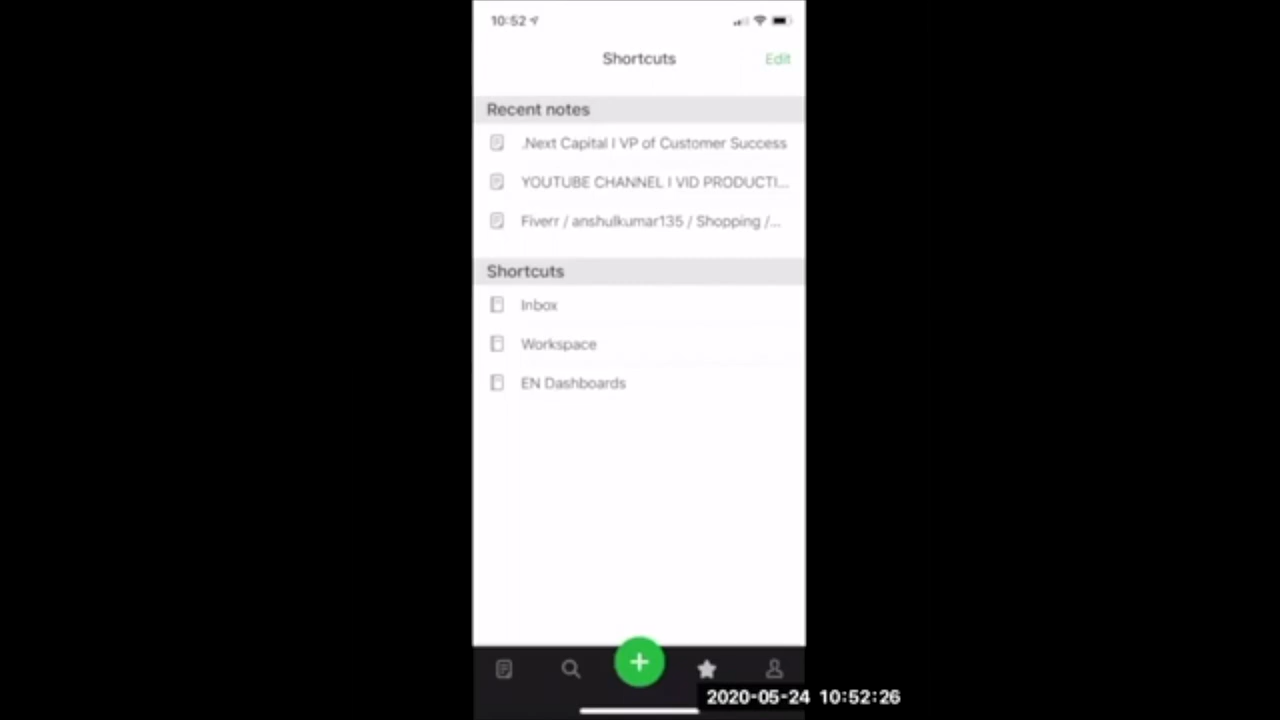 10:52
Shortcuts
Edit
Recent notes
.Next Capital I VP of Customer Success
YOUTUBE CHANNEL I VID PRODUCTI...
Fiverr / anshulkumar135 / Shopping /...
Shortcuts
Inbox
Workspace
EN Dashboards
2020-05-24 10:52:26